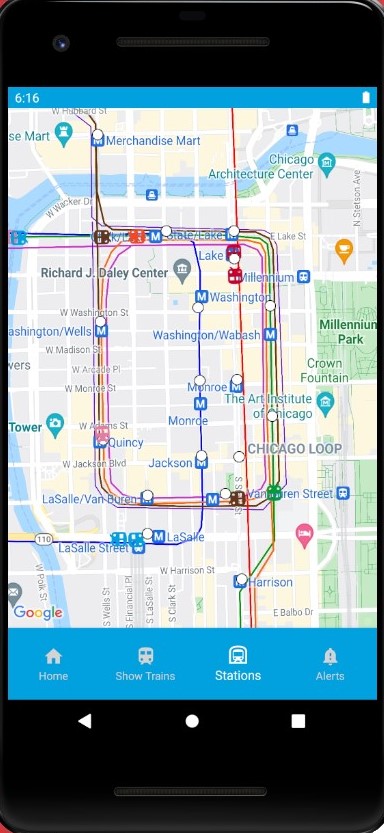 6:16
W Hubbard St
se Mart
Merchandise Mart
Chicago
Architecture Center
N Stetson Ave
W Wacker Dr
State/Lake
E Lake St
Lake
Richard J. Daley Center
Millennium
Washington
W Washington St
ashington/Wells
Washington/Wabash
Millennium
Park
W Madison St
wers
W Arcade Pl
Crown
Fountain
W Monroe St
Monroe
The Art Institute
of Chicago
Monroe
Tower
W Adams St
Quincy
CHICAGO LOOP
W Jackson Blvd
Jackson
LaSalle/Van Buren
Van Buren Street
110
LaSalle
LaSalle Street
W Harrison St
Harrison
W Polk St
S Wells St
S Financial Pl
S LaSalle St
S Clark St
Google
E Balbo Dr
Home
Show Trains
Stations
Alerts